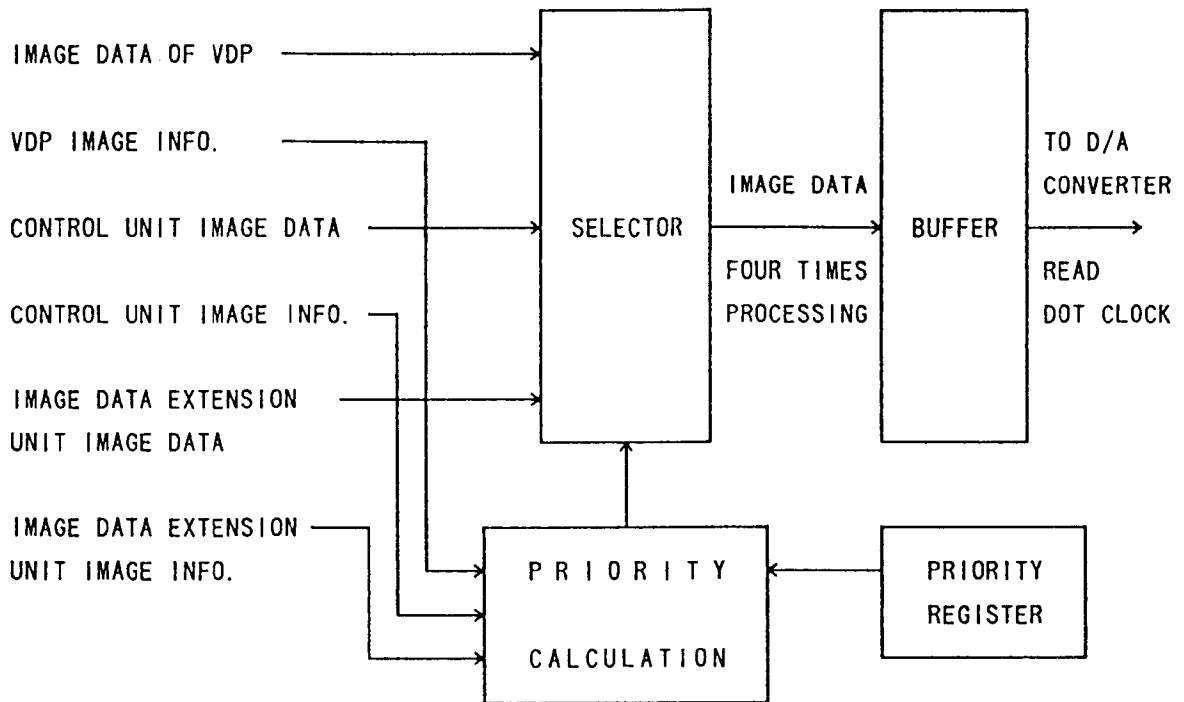 IMAGE DATA OF VDP
VDP IMAGE INFO.
CONTROL UNIT IMAGE DATA
CONTROL UNIT IMAGE INFO.
IMAGE DATA EXTENSION
UNIT IMAGE DATA
IMAGE DATA EXTENSION
UNIT IMAGE INFO.
SELECTOR
IMAGE DATA
FOUR TIMES
PROCESSING
BUFFER
TO D/A
CONVERTER
READ
DOT CLOCK
PRIORITY
CALCULATION
PRIORITY
REGISTER